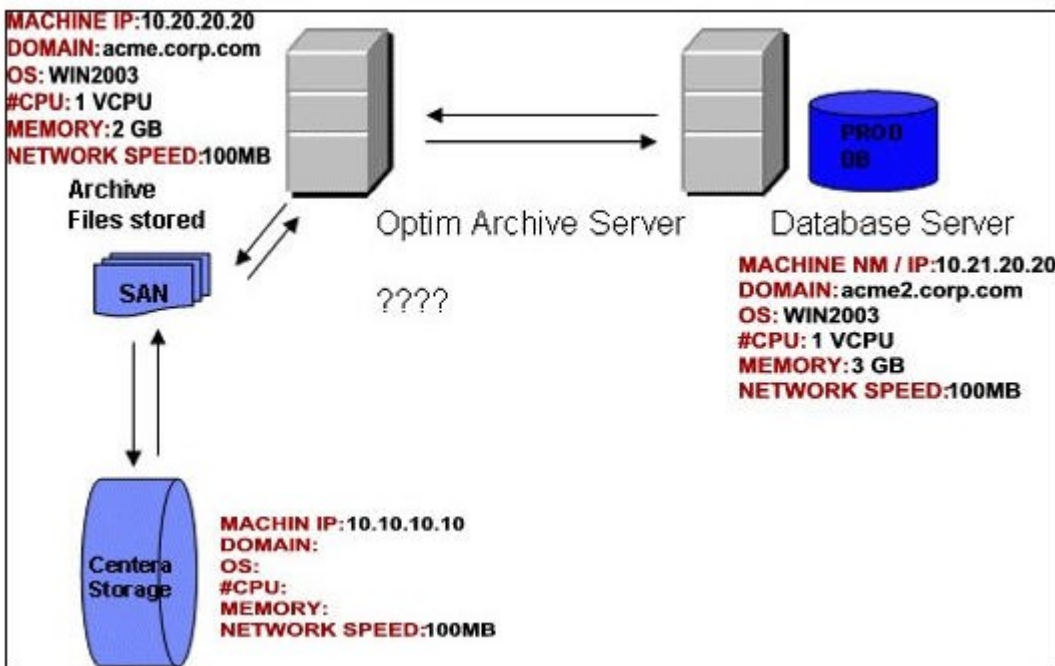 MACHINE IP:10.20.20.20
DOMAIN: acme.corp.com
OS: WIN2003
#CPU: 1 VCPU
MEMORY: 2 GB
NETWORK SPEED:100MB
Archive
Files stored
SAN
Optim Archive Server
????
PROD
DB
Database Server
MACHINE NM / IP:10.21.20.20
DOMAIN: acme2.corp.com
OS: WIN2003
#CPU: 1 VCPU
MEMORY: 3 GB
NETWORK SPEED:100MB
Centera
Storage
MACHIN IP:10.10.10.10
DOMAIN:
OS:
#CPU:
MEMORY:
NETWORK SPEED:100MB